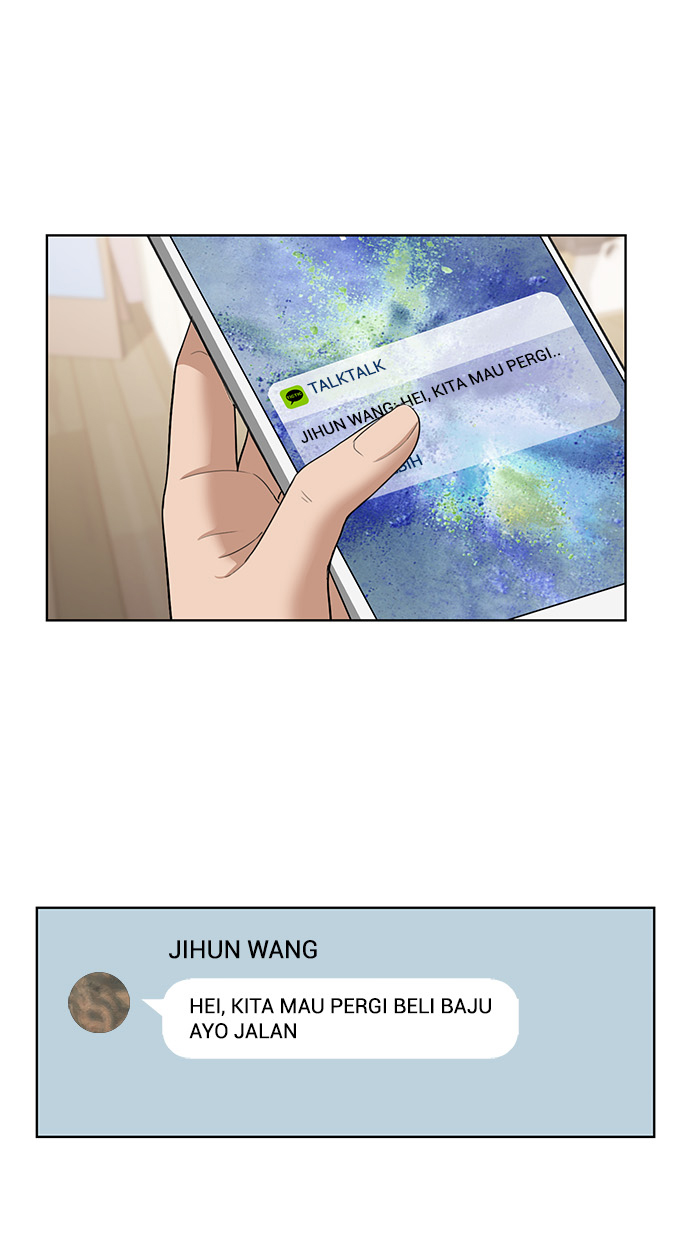 TALKTALK
JIHUN WANG: HEI, KITA MAU PERGI..
JIHUN WANG
HEI, KITA MAU PERGI BELI BAJU
AYO JALAN